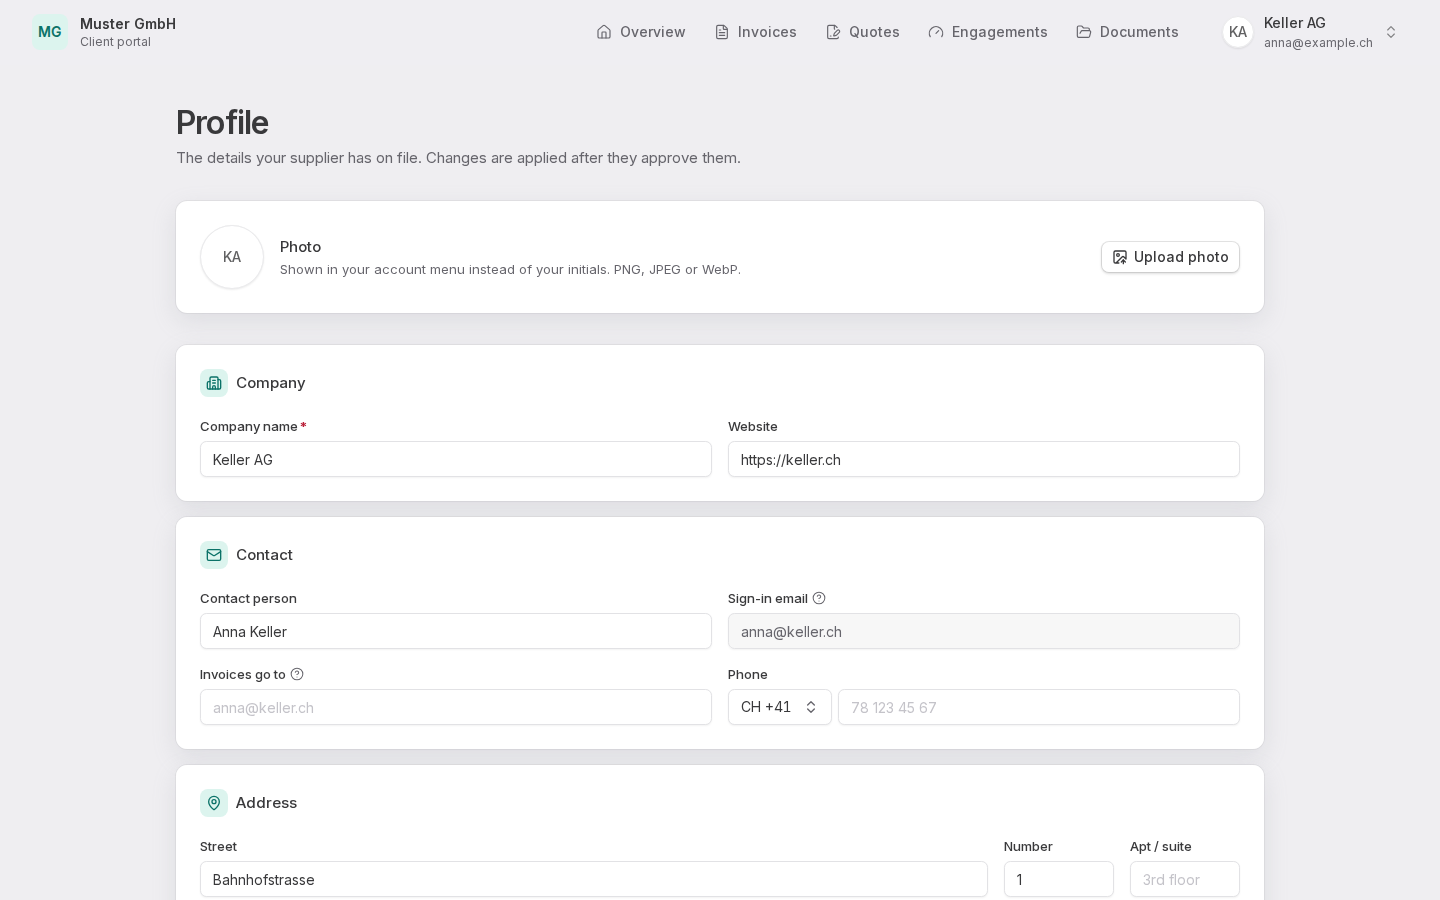 MG
Muster GmbH
Client portal
Overview
Invoices
Quotes
Engagements
Documents
KA
Keller AG
anna@example.ch
Profile
The details your supplier has on file. Changes are applied after they approve them.
KA
Photo
Shown in your account menu instead of your initials. PNG, JPEG or WebP.
Upload photo
Company
Company name*
Website
Keller AG
https://keller.ch
Contact
Contact person
Sign-in email
Anna Keller
anna@keller.ch
Invoices go to
Phone
anna@keller.ch
CH +41
78 123 45 67
Address
Street
Number
Apt / suite
Bahnhofstrasse
1
3rd floor